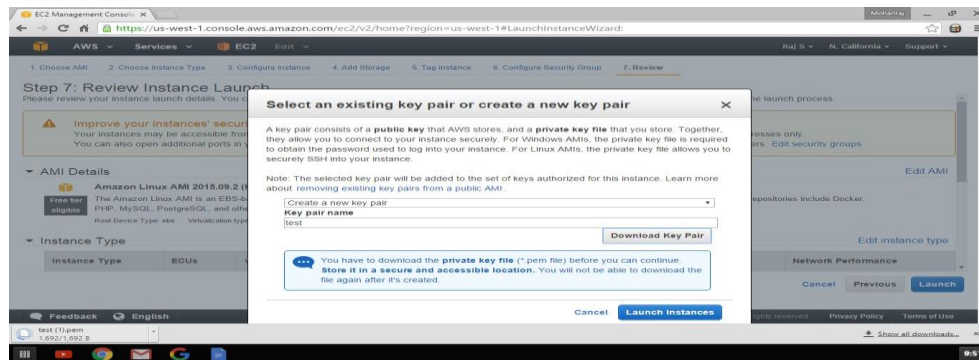 EC2 Management Consol
Mohanraj
https://us-west-1.console.aws.amazon.com/ec2/v2/home?region=us-west-1#LaunchInstanceWizard:
AWS Services EC2 Edit Raj S N. California Support
1. Choose AMI 2. Choose Instance Type 3. Configure Instance 4. Add Storage 5. Tag Instance 6. Configure Security Group 7. Review
Step 7: Review Instance Launch
Please review your instance launch details. You c
he launch process.
Improve your instances' securi
Your instances may be accessible from
resses only.
You can also open additional ports in y
ers. Edit security groups
AMI Details
Edit AMI
Amazon Linux AMI 2015.09.2 (
Free tier eligible
The Amazon Linux AMI is an EBS-b
epositories include Docker,
PHP, MySQL, PostgreSQL, and othe
Root Device Type: ebs Virtualization type
Instance Type
Edit instance type
Instance Type ECUs
Network Performance
Cancel Previous Launch
Select an existing key pair or create a new key pair
A key pair consists of a public key that AWS stores, and a private key file that you store. Together,
they allow you to connect to your instance securely. For Windows AMIs, the private key file is required
to obtain the password used to log into your instance. For Linux AMIs, the private key file allows you to
securely SSH into your instance.
Note: The selected key pair will be added to the set of keys authorized for this instance. Learn more
about removing existing key pairs from a public AMI.
Create a new key pair
Key pair name
test
Download Key Pair
You have to download the private key file (*.pem file) before you can continue.
Store it in a secure and accessible location. You will not be able to download the
file again after it's created.
Cancel Launch Instances
Feedback English
ights reserved. Privacy Policy Terms of Use
test (1).pem
1,692/1,692 B
Show all downloads...